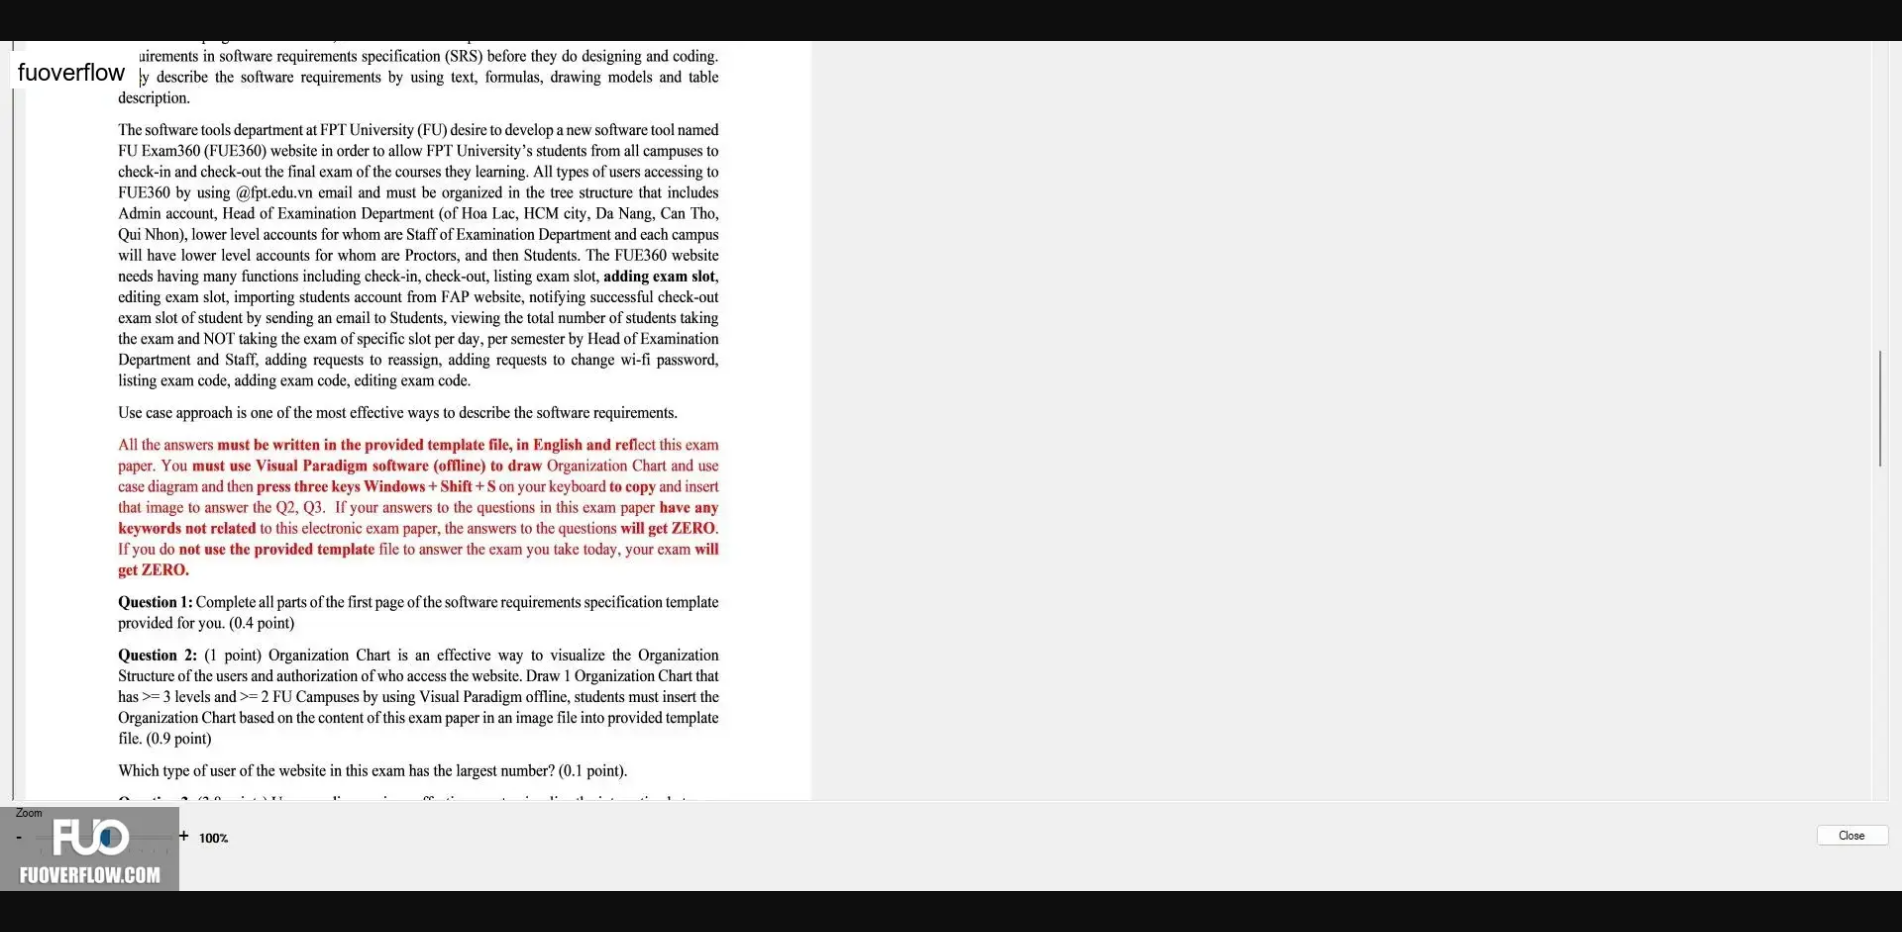 uirements in software requirements specification (SRS) before they do designing and coding.
fuoverflow
y describe the software requirements by using text, formulas, drawing models and table
description.
The software tools department at FPT University (FU) desire to develop a new software tool named
FU Exam360 (FUE360) website in order to allow FPT University's students from all campuses to
check-in and check-out the final exam of the courses they learning. All types of users accessing to
FUE360 by using @fpt.edu.vn email and must be organized in the tree structure that includes
Admin account, Head of Examination Department (of Hoa Lac, HCM city, Da Nang, Can Tho,
Qui Nhon), lower level accounts for whom are Staff of Examination Department and each campus
will have lower level accounts for whom are Proctors, and then Students. The FUE360 website
needs having many functions including check-in, check-out, listing exam slot, adding exam slot,
editing exam slot, importing students account from FAP website, notifying successful check-out
exam slot of student by sending an email to Students, viewing the total number of students taking
the exam and NOT taking the exam of specific slot per day, per semester by Head of Examination
Department and Staff, adding requests to reassign, adding requests to change wi-fi password,
listing exam code, adding exam code, editing exam code.
Use case approach is one of the most effective ways to describe the software requirements.
All the answers must be written in the provided template file, in English and reflect this exam
paper. You must use Visual Paradigm software (offline) to draw Organization Chart and use
case diagram and then press three keys Windows + Shift + S on your keyboard to copy and insert
that image to answer the Q2, Q3. If your answers to the questions in this exam paper have any
keywords not related to this electronic exam paper, the answers to the questions will get ZERO.
If you do not use the provided template file to answer the exam you take today, your exam will
get ZERO.
Question 1: Complete all parts of the first page of the software requirements specification template
provided for you. (0.4 point)
Question 2: (1 point) Organization Chart is an effective way to visualize the Organization
Structure of the users and authorization of who access the website. Draw 1 Organization Chart that
has >= 3 levels and >= 2 FU Campuses by using Visual Paradigm offline, students must insert the
Organization Chart based on the content of this exam paper in an image file into provided template
file. (0.9 point)
Which type of user of the website in this exam has the largest number? (0.1 point).
Zoom
- + 100%
Close
FUO
FUOVERFLOW.COM